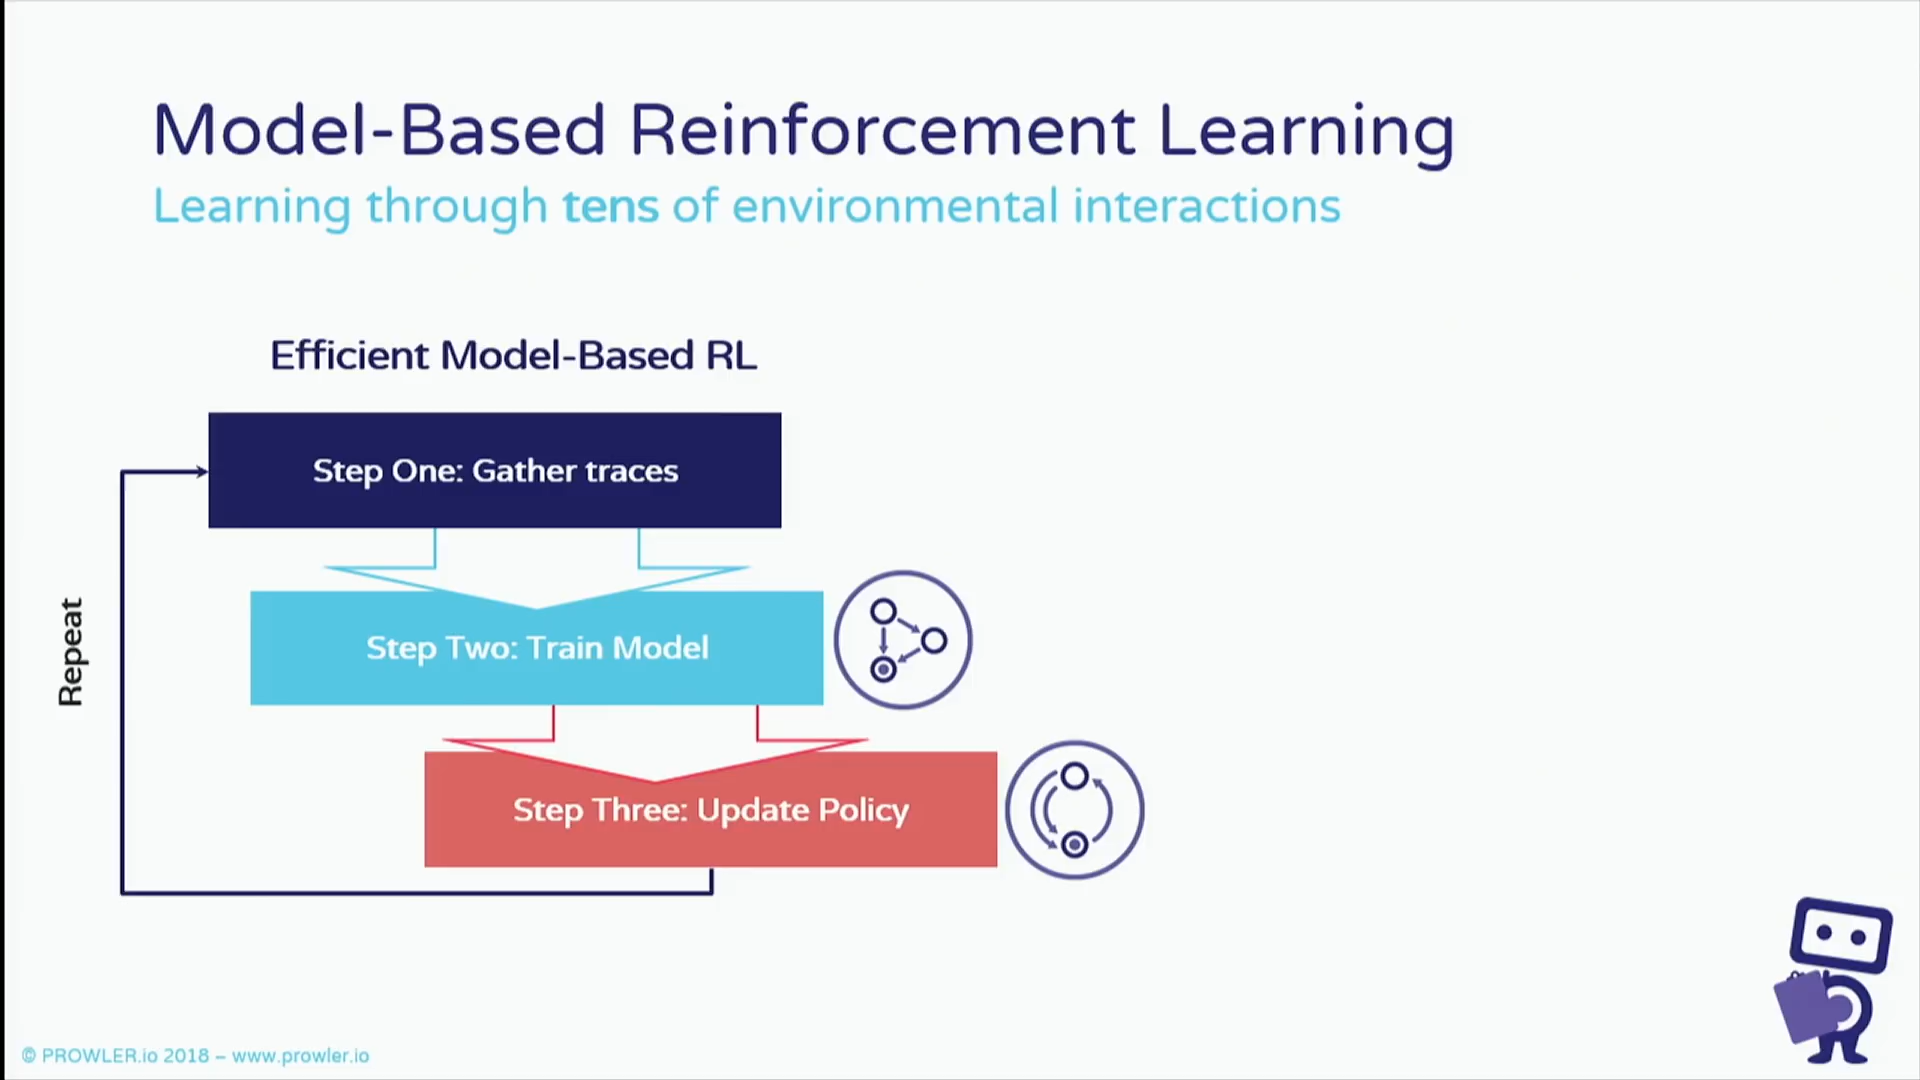 Model-Based Reinforcement Learning
Learning through tens of environmental interactions
Efficient Model-Based RL
Step One: Gather traces
Repeat
Step Two: Train Model
Step Three: Update Policy
© PROWLER.io 2018 – www.prowler.io